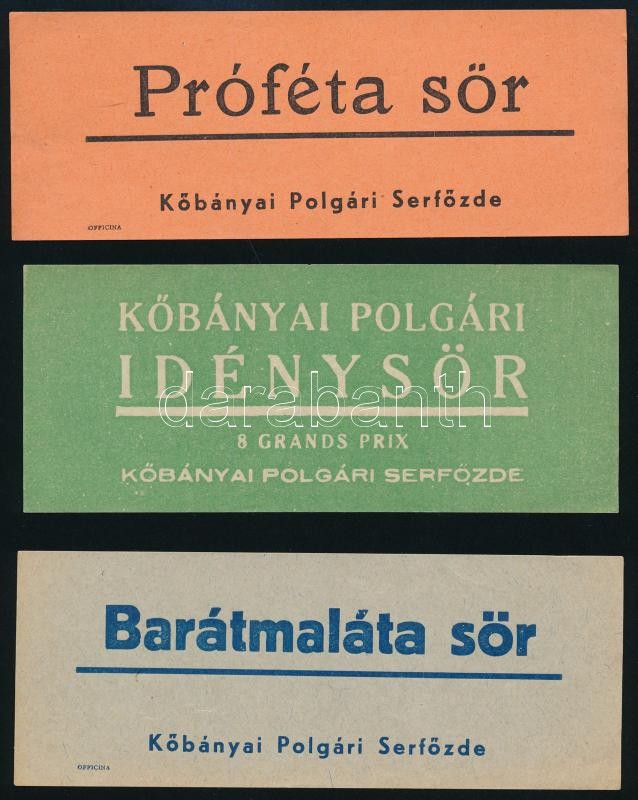 Próféta sör
Kőbányai Polgári Serfőzde
OFFICINA
KŐBÁNYAI POLGÁRI
IDÉNYSÖR
darabanth
8 GRANDS PRIX
KŐBÁNYAI POLGÁRI SERFŐZDE
Barátmaláta sör
Kőbányai Polgári Serfőzde
OFFICINA